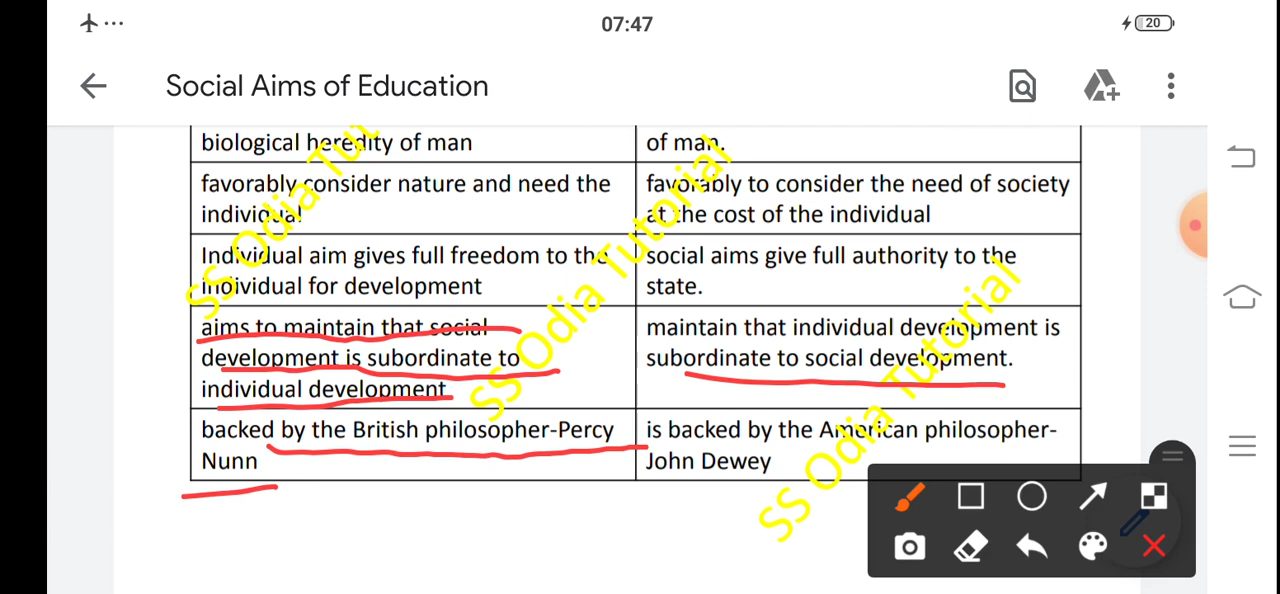 07:47
20
Social Aims of Education
biological heredity of man
of man.
favorably consider nature and need the
individual
favorably to consider the need of society
at the cost of the individual
Individual aim gives full freedom to the
individual for development
social aims give full authority to the
state.
aims to maintain that social
development is subordinate to
individual development
maintain that individual development is
subordinate to social development.
backed by the British philosopher-Percy
Nunn
is backed by the American philosopher-
John Dewey
SS Odia Tut
SS Odia Tutorial
SS Odia Tutorial